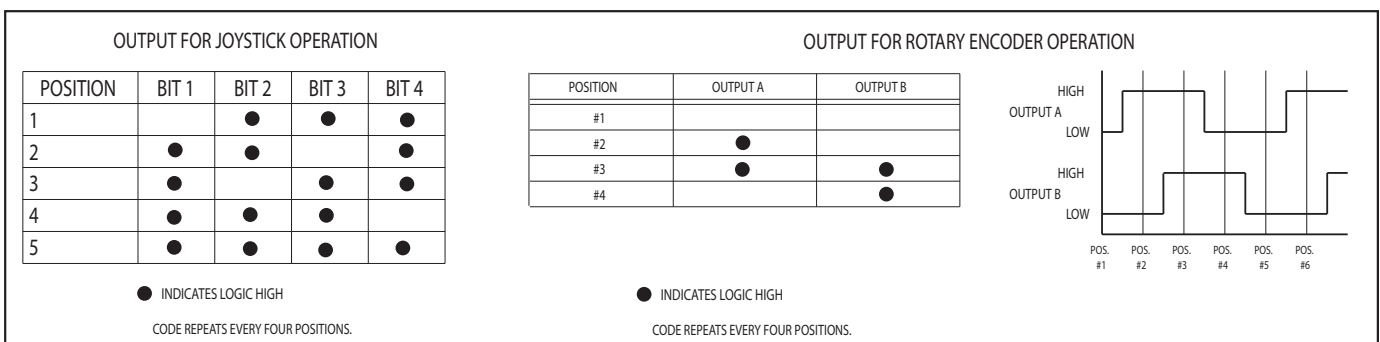 OUTPUT FOR JOYSTICK OPERATION
POSITION BIT 1 BIT 2 BIT 3 BIT 4
1 ● ● ●
2 ● ● ●
3 ● ● ●
4 ● ● ●
5 ● ● ● ●
● INDICATES LOGIC HIGH
CODE REPEATS EVERY FOUR POSITIONS.
OUTPUT FOR ROTARY ENCODER OPERATION
POSITION OUTPUT A OUTPUT B
#1
#2 ●
#3 ● ●
#4 ●
● INDICATES LOGIC HIGH
CODE REPEATS EVERY FOUR POSITIONS.
HIGH
OUTPUT A
LOW
HIGH
OUTPUT B
LOW
POS. POS. POS. POS. POS. POS.
#1 #2 #3 #4 #5 #6